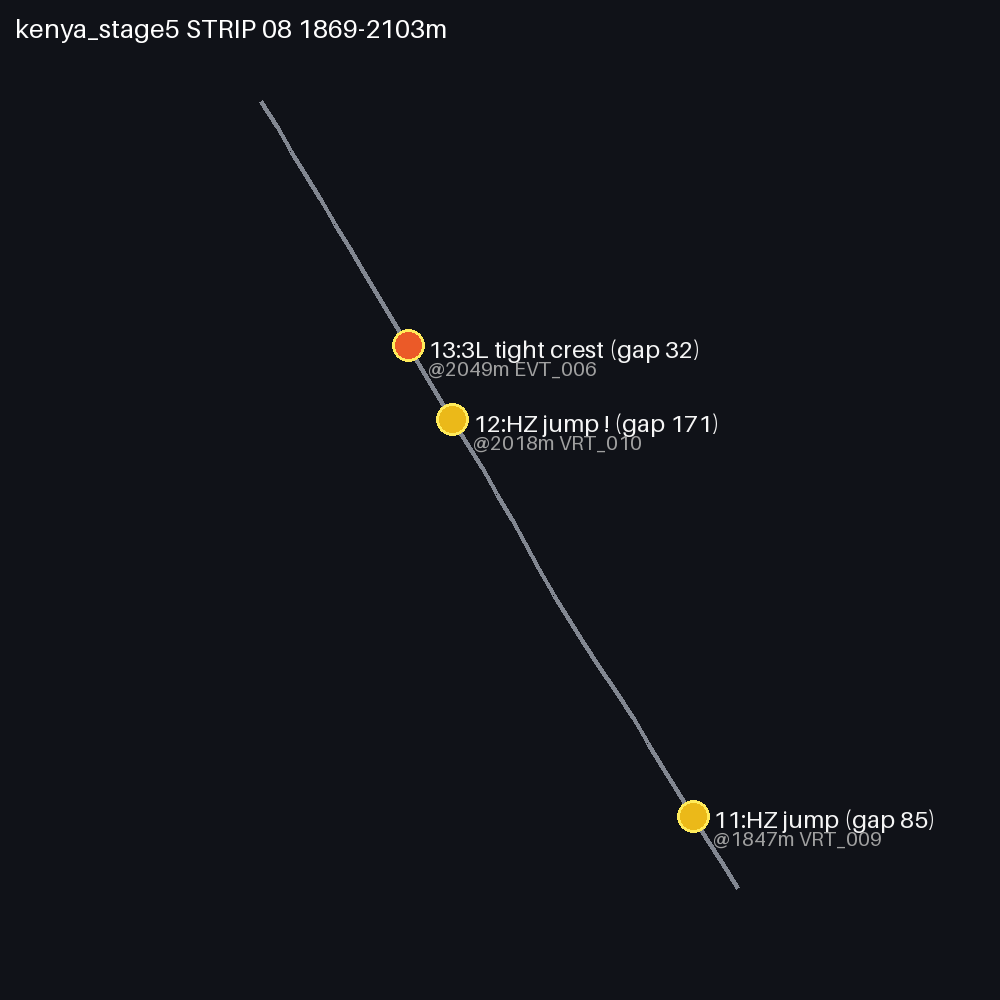 kenya_stage5 STRIP 08 1869-2103m
13:3L tight crest (gap 32)
@2049m EVT_006
12:HZ jump ! (gap 171)
@2018m VRT_010
11:HZ jump (gap 85)
@1847m VRT_009